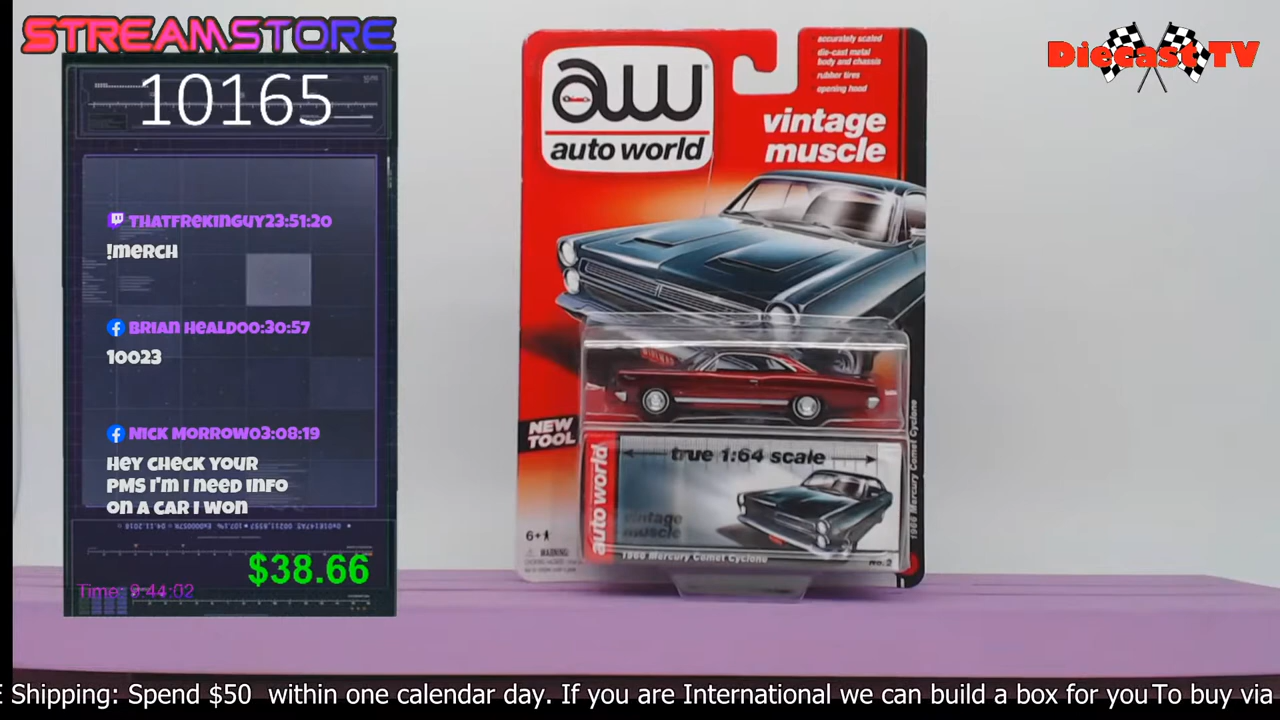 STREAMSTORE
10165
THATFREKINGUY23:51:20
!MERCH
BRIAN HEALDO0:30:57
10023
NICK MORROWO3:08:19
HEY CHECK YOUR
PMS I'M I NEED INFO
ON A CAR I WON
$38.66
Time: 9:44:02
aw
auto world
accurately scaled
die-cast metal
body and chassis
rubber tires
opening hood
vintage
muscle
NEW
TOOL
true 1:64 scale
auto world
vintage
muscle
6+
WARNING:
1966 Mercury Comet Cyclone
No. 2
1966 Mercury Comet Cyclone
Diecast TV
E Shipping: Spend $50 within one calendar day. If you are International we can build a box for you To buy via